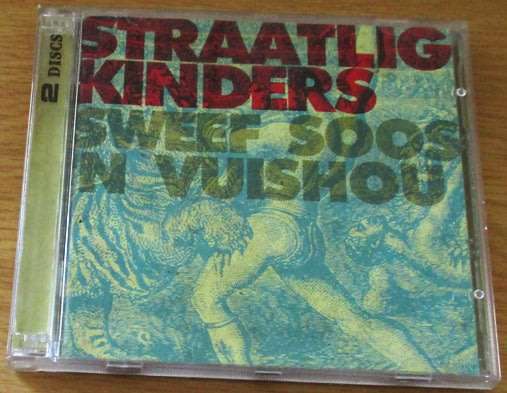 2 DISCS
STRAATLIG
KINDERS
SWEEF SOOS
'N VUISHOU